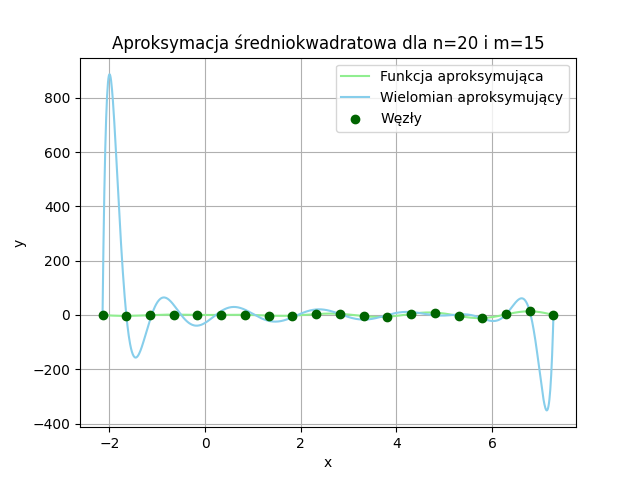 Aproksymacja średniokwadratowa dla n=20 i m=15
Funkcja aproksymująca
Wielomian aproksymujący
Węzły
800
600
400
200
0
−200
−400
y
−2
0
2
4
6
x